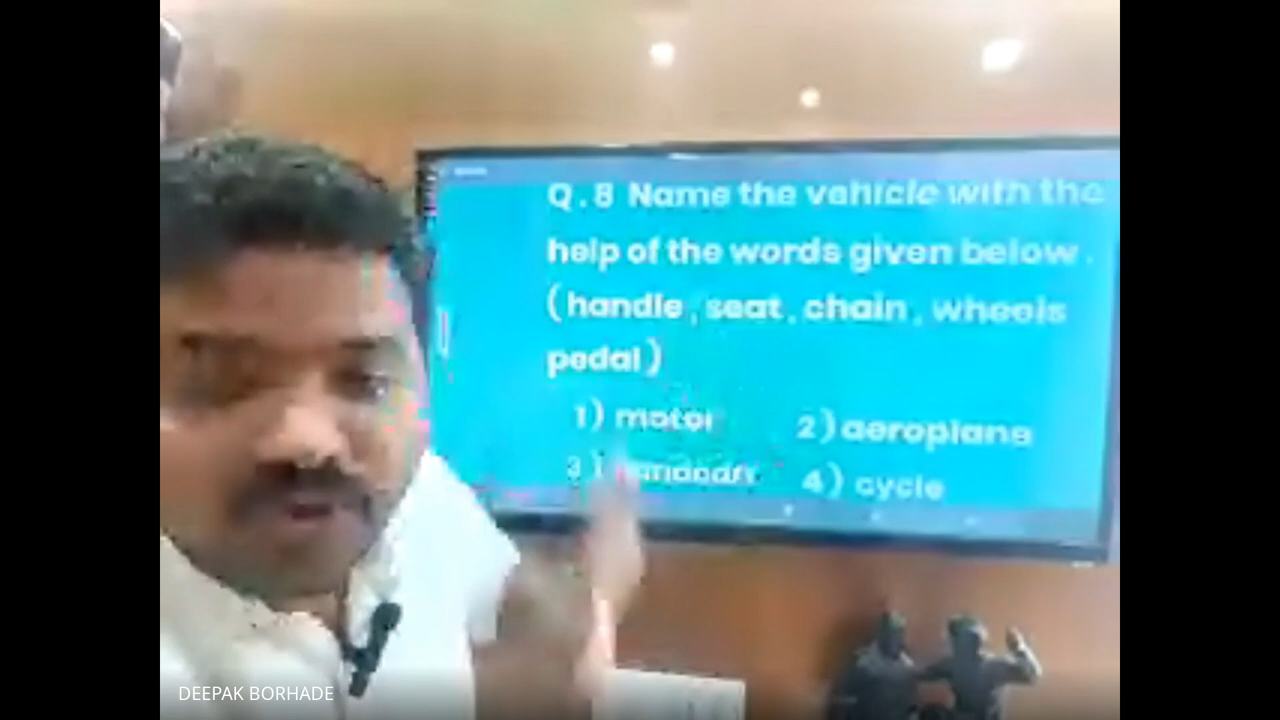 Q.8 Name the vehicle with the
help of the words given below.
(handle, seat, chain, wheels
pedal)
1) motor 2) aeroplane
3) 4) cycle
DEEPAK BORHADE